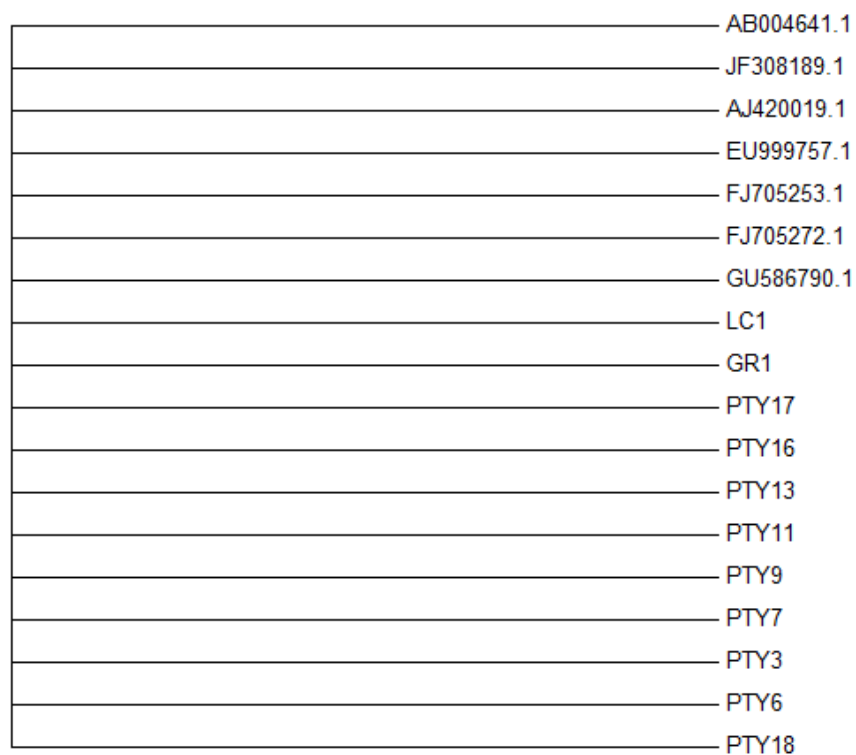 AB004641.1
JF308189.1
AJ420019.1
EU999757.1
FJ705253.1
FJ705272.1
GU586790.1
LC1
GR1
PTY17
PTY16
PTY13
PTY11
PTY9
PTY7
PTY3
PTY6
PTY18